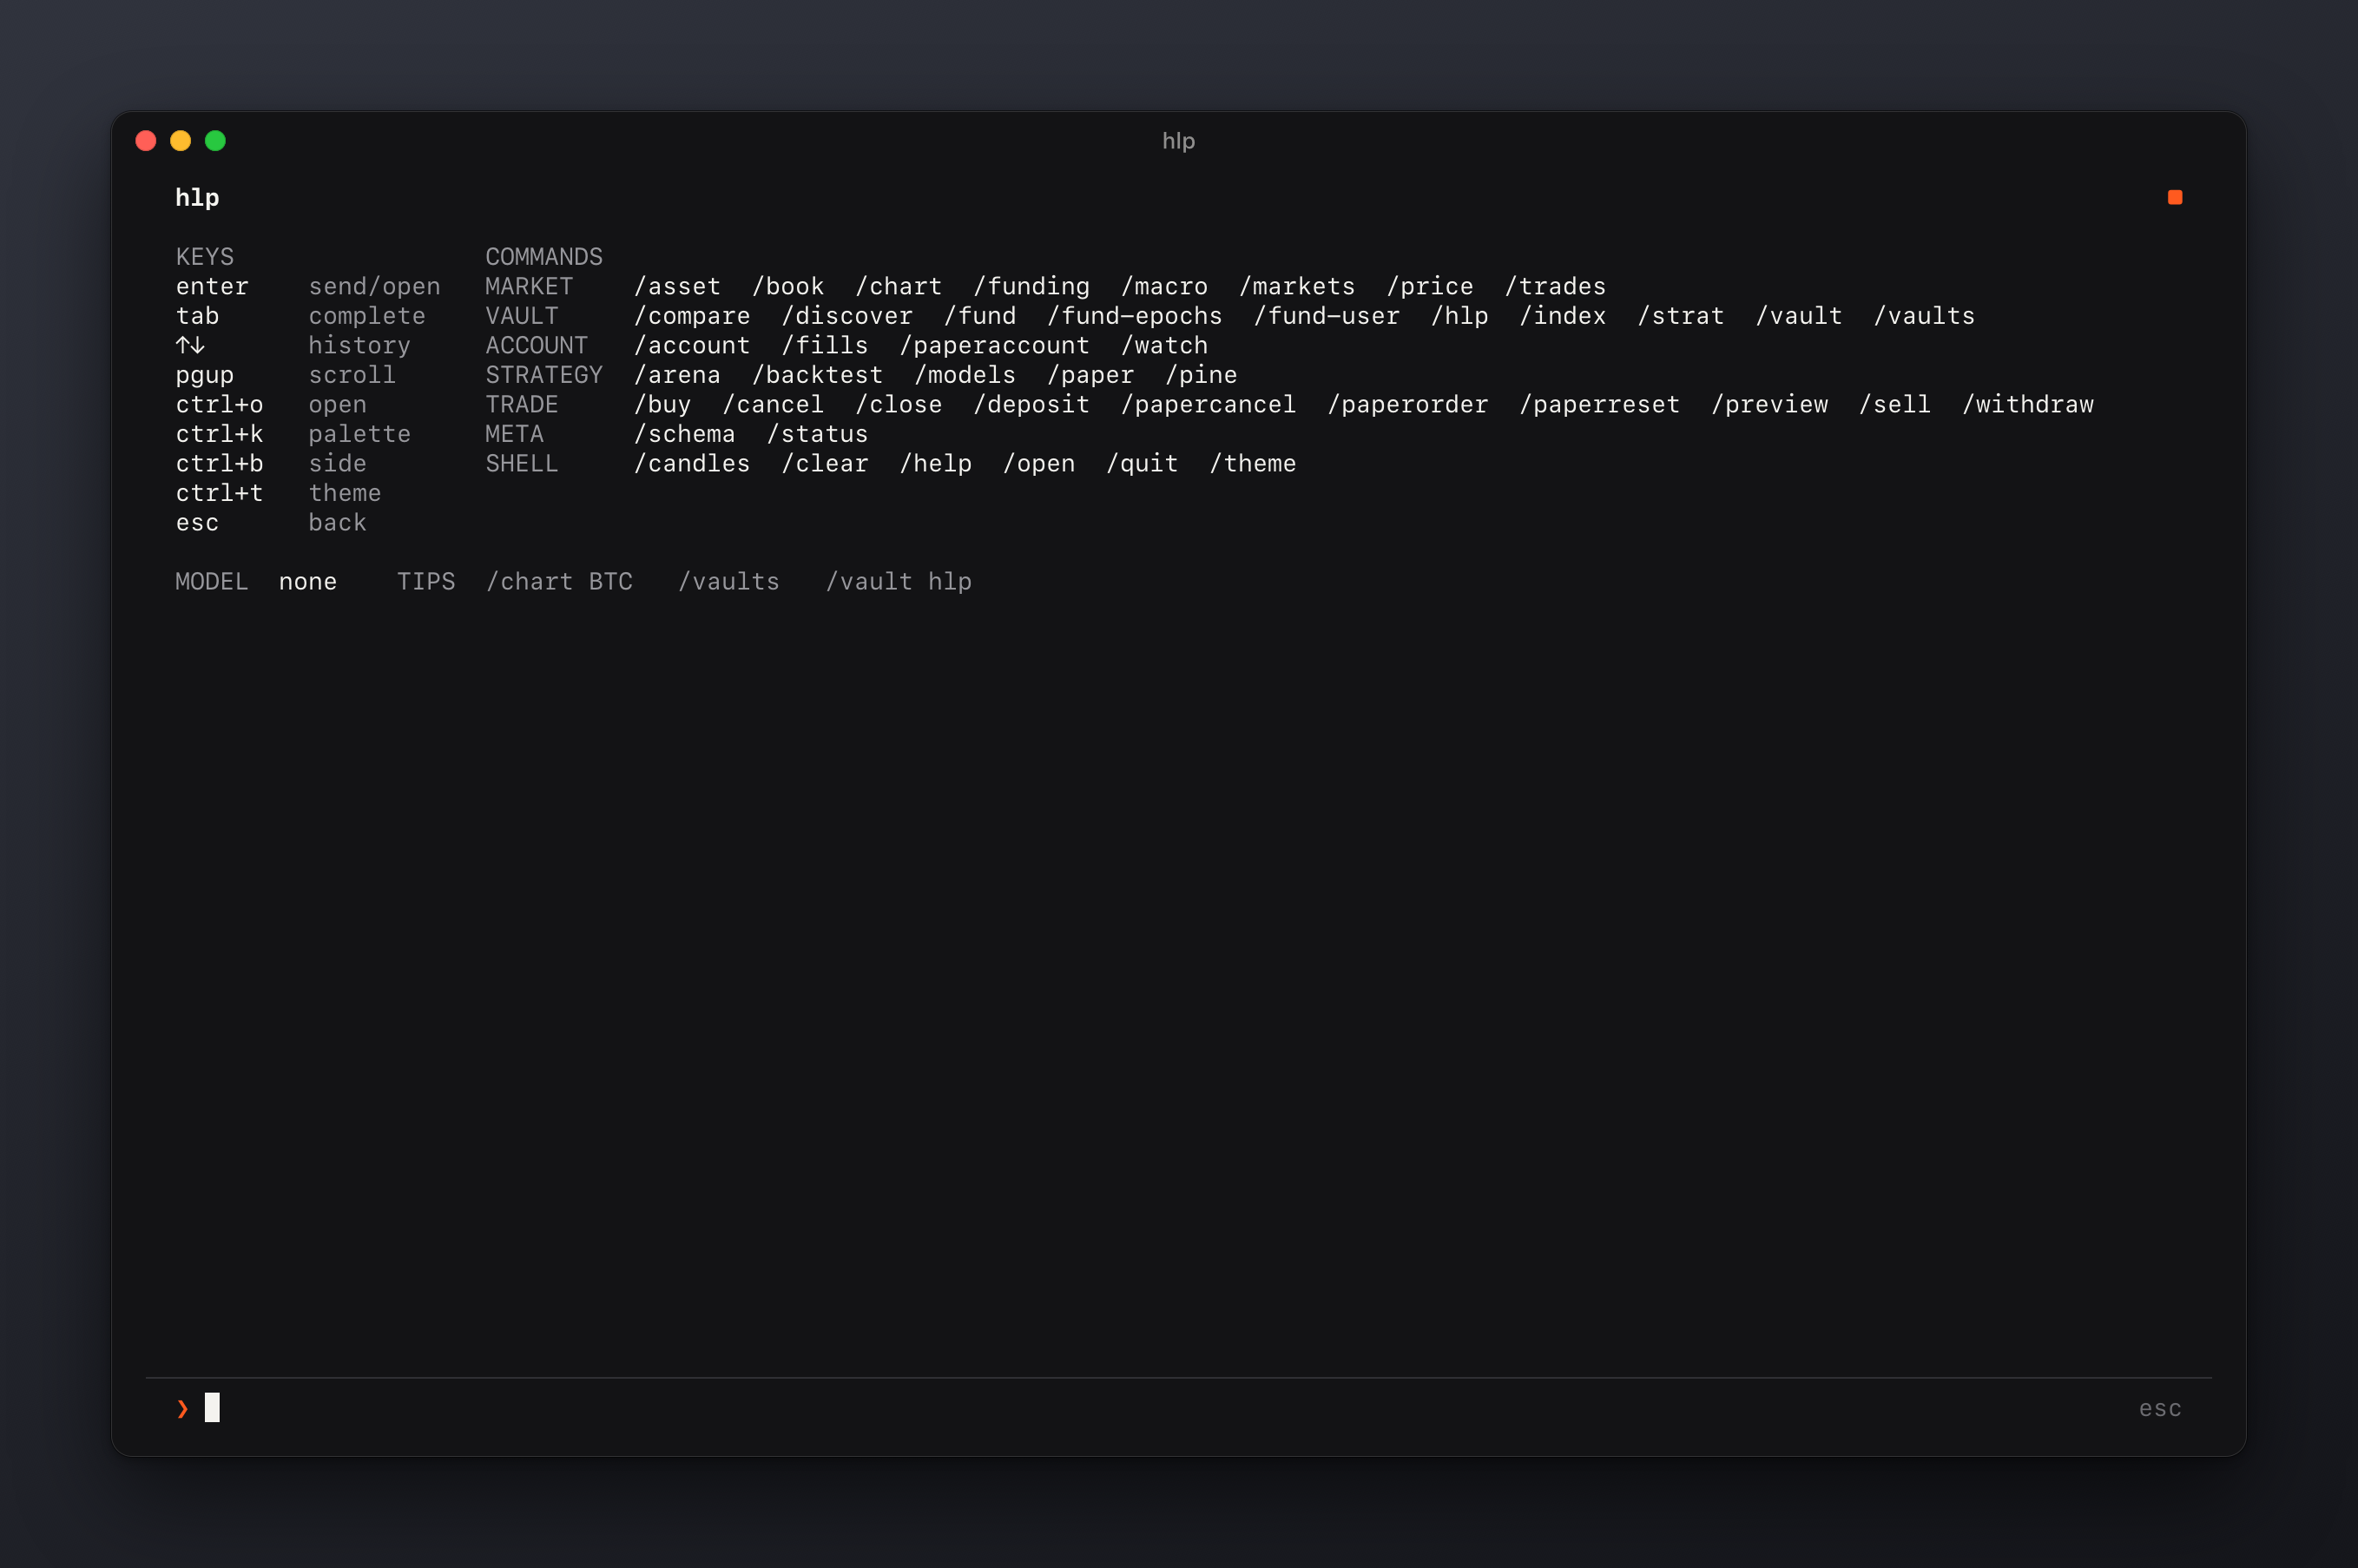 hlp
hlp
KEYS COMMANDS
enter send/open MARKET /asset /book /chart /funding /macro /markets /price /trades
tab complete VAULT /compare /discover /fund /fund-epochs /fund-user /hlp /index /strat /vault /vaults
↑↓ history ACCOUNT /account /fills /paperaccount /watch
pgup scroll STRATEGY /arena /backtest /models /paper /pine
ctrl+o open TRADE /buy /cancel /close /deposit /papercancel /paperorder /paperreset /preview /sell /withdraw
ctrl+k palette META /schema /status
ctrl+b side SHELL /candles /clear /help /open /quit /theme
ctrl+t theme
esc back
MODEL none TIPS /chart BTC /vaults /vault hlp
❯ esc